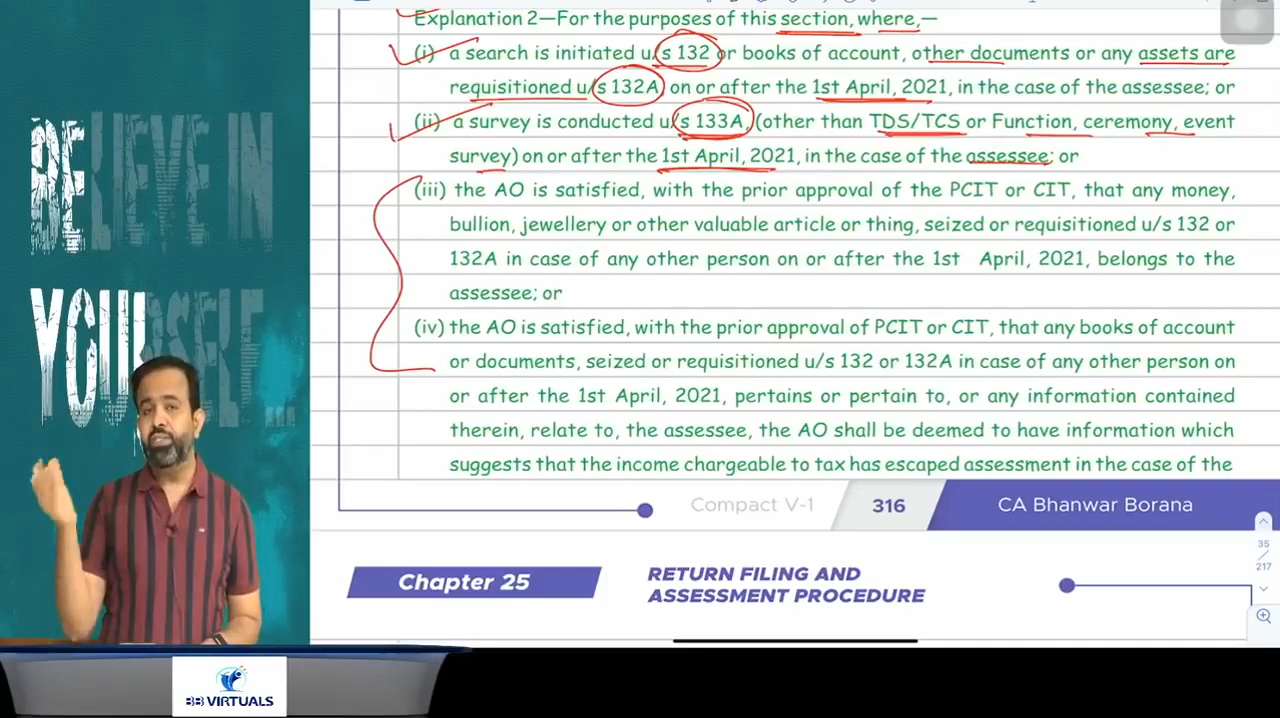 BELIEVE IN
YOURSELF...
Explanation 2—For the purposes of this section, where,—
(i) a search is initiated u/s 132 or books of account, other documents or any assets are
requisitioned u/s 132A on or after the 1st April, 2021, in the case of the assessee; or
(ii) a survey is conducted u/s 133A, (other than TDS/TCS or Function, ceremony, event
survey) on or after the 1st April, 2021, in the case of the assessee; or
(iii) the AO is satisfied, with the prior approval of the PCIT or CIT, that any money,
bullion, jewellery or other valuable article or thing, seized or requisitioned u/s 132 or
132A in case of any other person on or after the 1st April, 2021, belongs to the
assessee; or
(iv) the AO is satisfied, with the prior approval of PCIT or CIT, that any books of account
or documents, seized or requisitioned u/s 132 or 132A in case of any other person on
or after the 1st April, 2021, pertains or pertain to, or any information contained
therein, relate to, the assessee, the AO shall be deemed to have information which
suggests that the income chargeable to tax has escaped assessment in the case of the
Compact V-1 316 CA Bhanwar Borana
35
/
217
Chapter 25
RETURN FILING AND
ASSESSMENT PROCEDURE
BB VIRTUALS